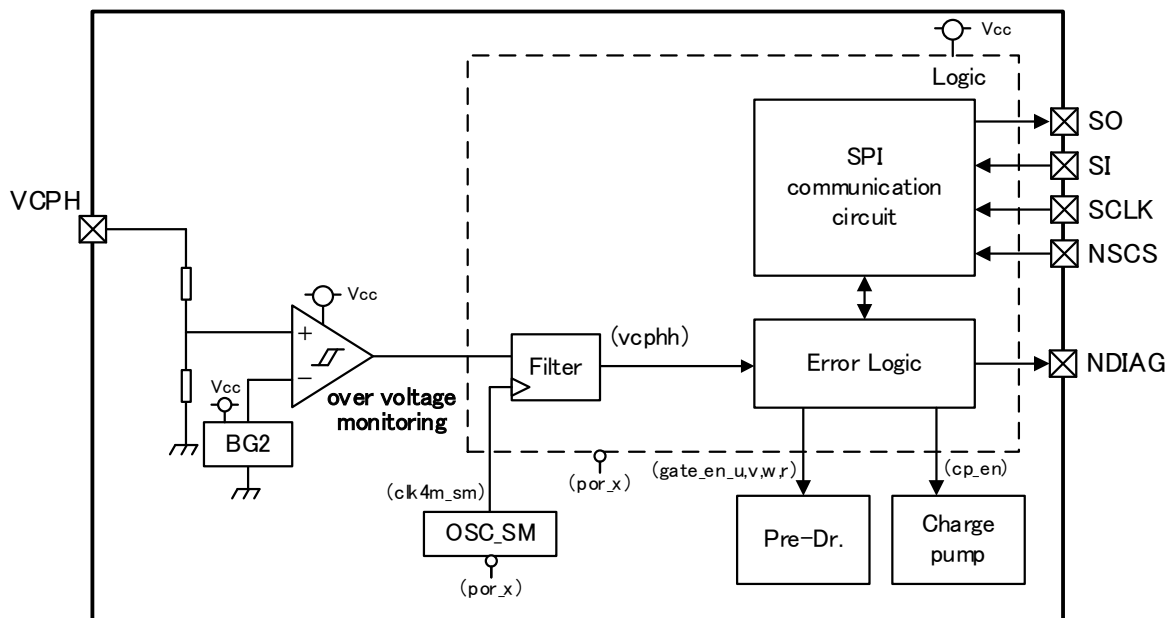 Vcc
Logic
SPI
communication
circuit
SO
SI
SCLK
NSCS
VCPH
Vcc
+
−
over voltage
monitoring
Vcc
BG2
Filter
(vcphh)
Error Logic
NDIAG
(clk4m_sm)
OSC_SM
(por_x)
(por_x)
(gate_en_u,v,w,r)
(cp_en)
Pre-Dr.
Charge
pump